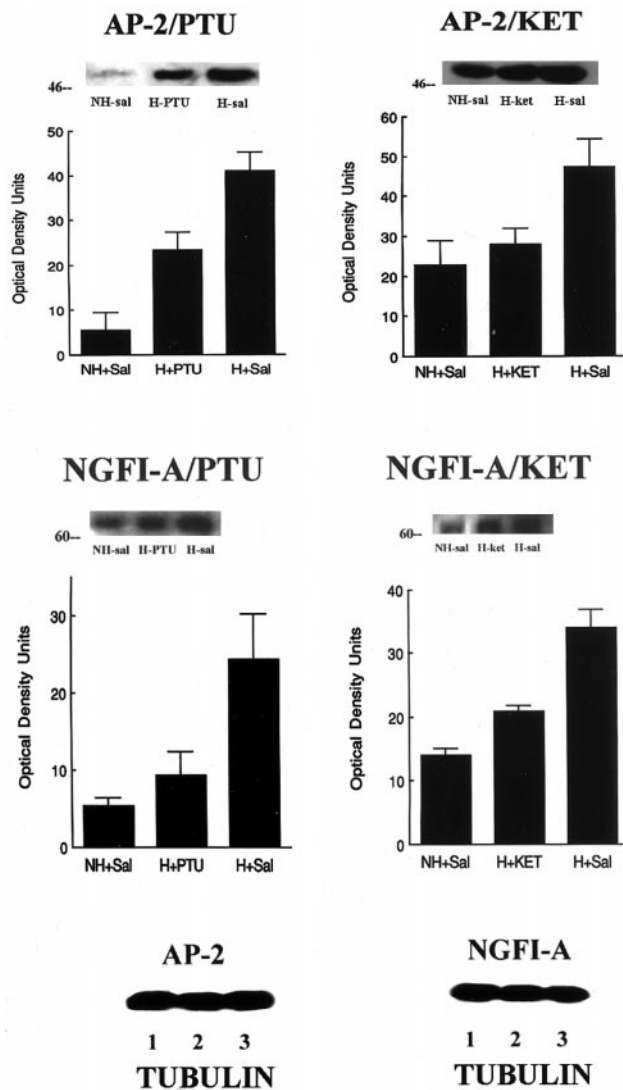 AP-2/PTU
46--
NH-sal H-PTU H-sal
Optical Density Units
50
40
30
20
10
0
NH+Sal H+PTU H+Sal
AP-2/KET
46--
NH-sal H-ket H-sal
Optical Density Units
60
50
40
30
20
10
0
NH+Sal H+KET H+Sal
NGFI-A/PTU
60--
NH-sal H-PTU H-sal
Optical Density Units
30
20
10
0
NH+Sal H+PTU H+Sal
NGFI-A/KET
60--
NH-sal H-ket H-sal
Optical Density Units
40
30
20
10
0
NH+Sal H+KET H+Sal
AP-2
1 2 3
TUBULIN
NGFI-A
1 2 3
TUBULIN